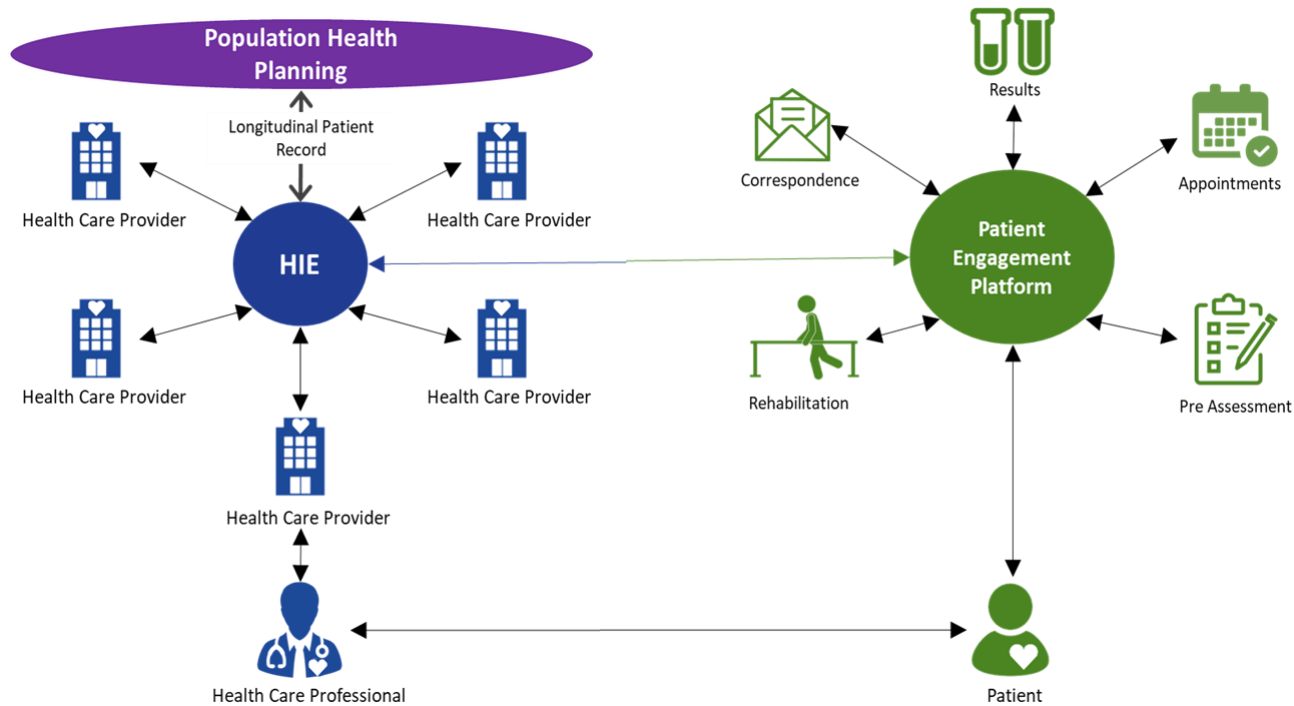 Population Health
Planning
Longitudinal Patient
Record
Health Care Provider
Health Care Provider
HIE
Health Care Provider
Health Care Provider
Health Care Provider
Health Care Professional
Results
Correspondence
Appointments
Patient
Engagement
Platform
Rehabilitation
Pre Assessment
Patient